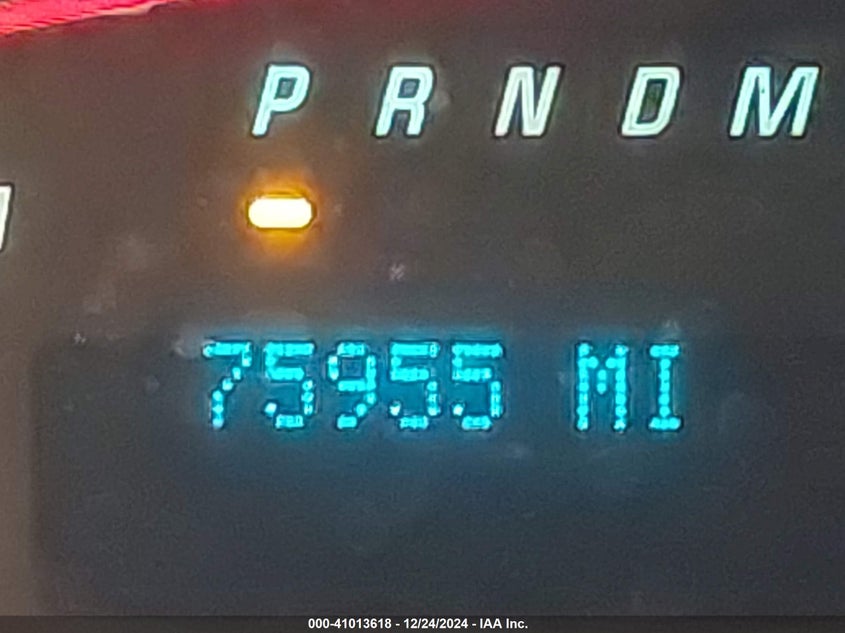 P R N D M
75955 MI
000-41013618 - 12/24/2024 - IAA Inc.